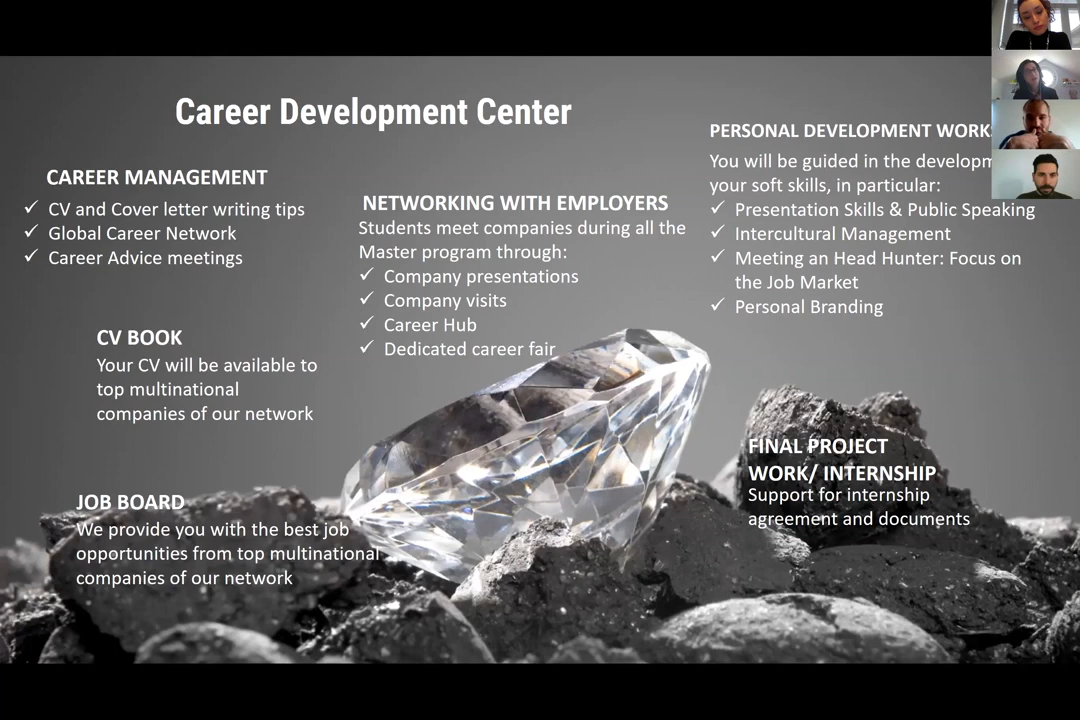 Career Development Center
CAREER MANAGEMENT
✓ CV and Cover letter writing tips
✓ Global Career Network
✓ Career Advice meetings
CV BOOK
Your CV will be available to
top multinational
companies of our network
JOB BOARD
We provide you with the best job
opportunities from top multinational
companies of our network
NETWORKING WITH EMPLOYERS
Students meet companies during all the
Master program through:
✓ Company presentations
✓ Company visits
✓ Career Hub
✓ Dedicated career fair
PERSONAL DEVELOPMENT
You will be guided in the
your soft skills, in particular:
✓ Presentation Skills & Public Speaking
✓ Intercultural Management
✓ Meeting an Head Hunter: Focus on
the Job Market
✓ Personal Branding
FINAL PROJECT
WORK/ INTERNSHIP
Support for internship
agreement and documents